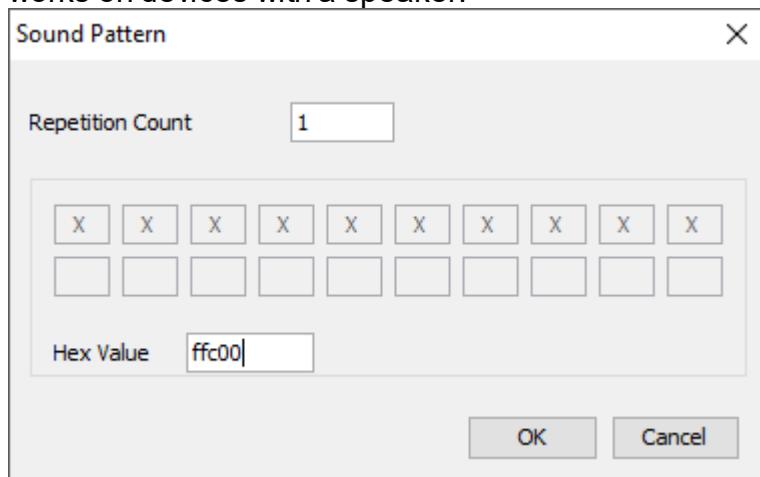 works on devices with a speaker.
Sound Pattern
Repetition Count 1
X X X X X X X X X X
Hex Value ffc00
OK Cancel